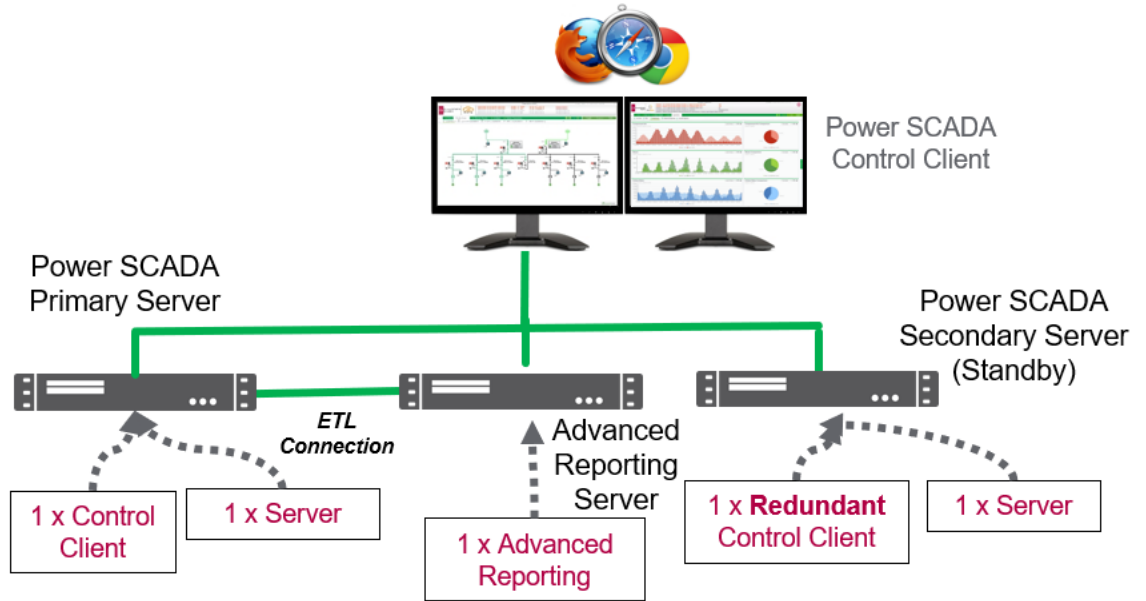 Power SCADA
Control Client
Power SCADA
Primary Server
Power SCADA
Secondary Server
(Standby)
ETL
Connection
Advanced
Reporting
Server
1 x Control
Client
1 x Server
1 x Advanced
Reporting
1 x Redundant
Control Client
1 x Server